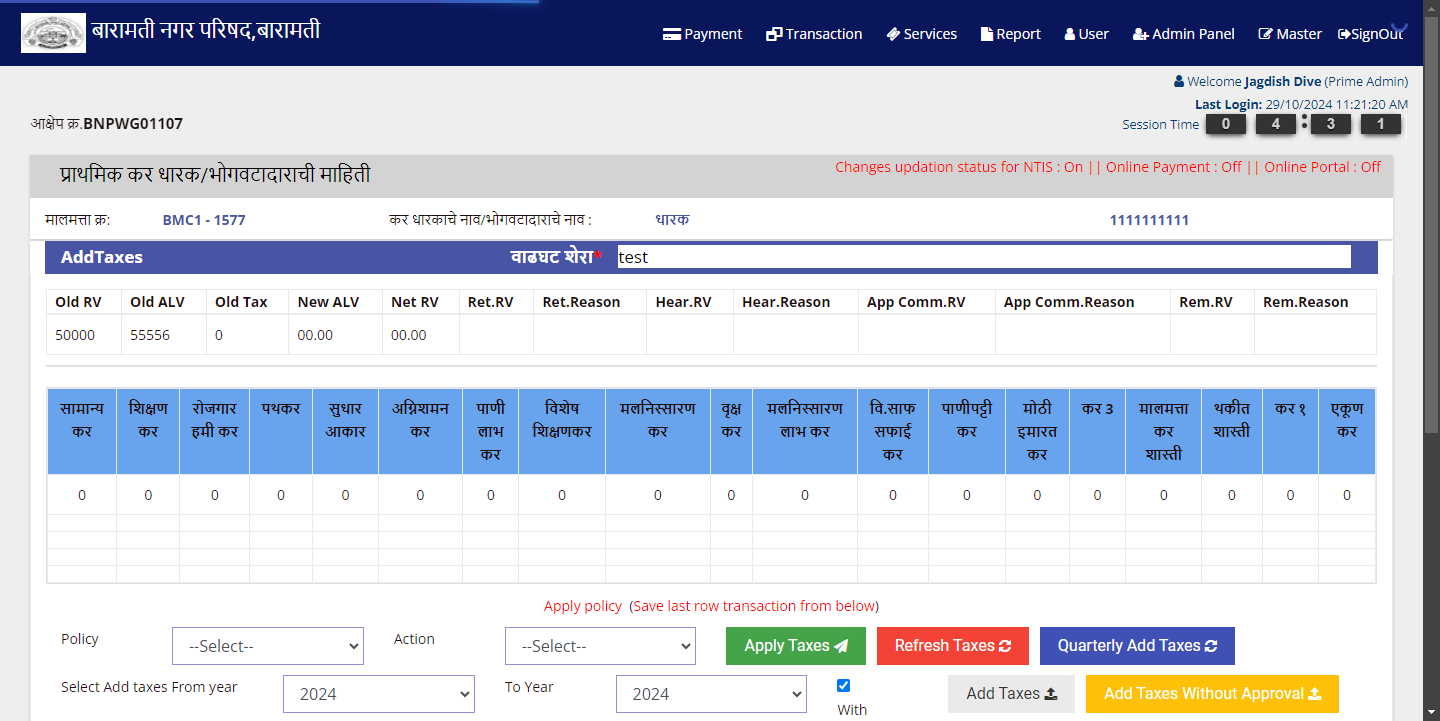 बारामती नगर परिषद,बारामती
Payment Transaction Services Report User Admin Panel Master SignOut
Welcome Jagdish Dive (Prime Admin)
Last Login: 29/10/2024 11:21:20 AM
आक्षेप क्र.BNPWG01107
Session Time 0 4 : 3 1
प्राथमिक कर धारक/भोगवटादाराची माहिती
Changes updation status for NTIS : On || Online Payment : Off || Online Portal : Off
मालमत्ता क्र: BMC1 - 1577 कर धारकाचे नाव/भोगवटादाराचे नाव : धारक 1111111111
AddTaxes वाढघट शेरा* test
Old RV Old ALV Old Tax New ALV Net RV Ret.RV Ret.Reason Hear.RV Hear.Reason App Comm.RV App Comm.Reason Rem.RV Rem.Reason
50000 55556 0 00.00 00.00
सामान्य कर शिक्षण कर रोजगार हमी कर पथकर सुधार आकार अग्निशमन कर पाणी लाभ कर विशेष शिक्षणकर मलनिस्सारण कर वृक्ष कर मलनिस्सारण लाभ कर वि.साफ सफाई कर पाणीपट्टी कर मोठी इमारत कर कर 3 मालमत्ता कर शास्ती थकीत शास्ती कर १ एकूण कर
0 0 0 0 0 0 0 0 0 0 0 0 0 0 0 0 0 0 0
Apply policy (Save last row transaction from below)
Policy --Select-- Action --Select-- Apply Taxes Refresh Taxes Quarterly Add Taxes
Select Add taxes From year 2024 To Year 2024 With Add Taxes Add Taxes Without Approval